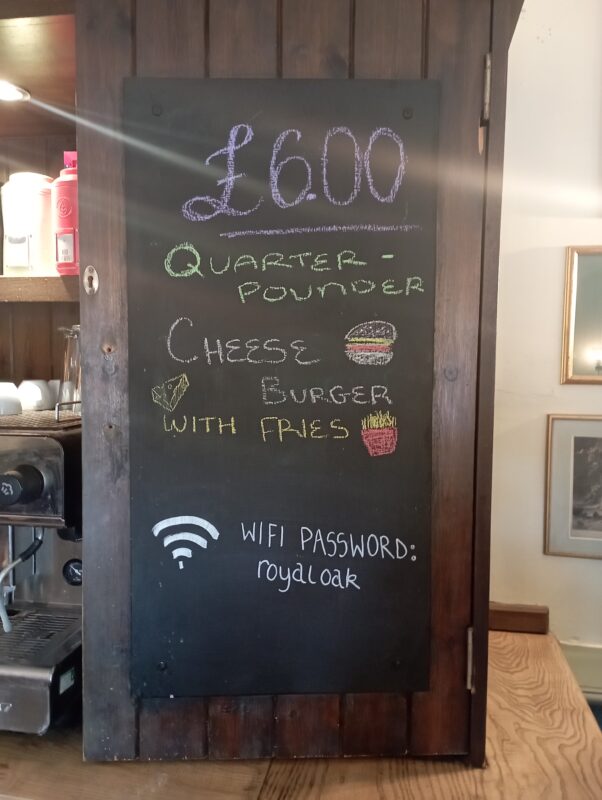 £6.00
QUARTER-
POUNDER
CHEESE
BURGER
WITH FRIES
WIFI PASSWORD:
royaloak